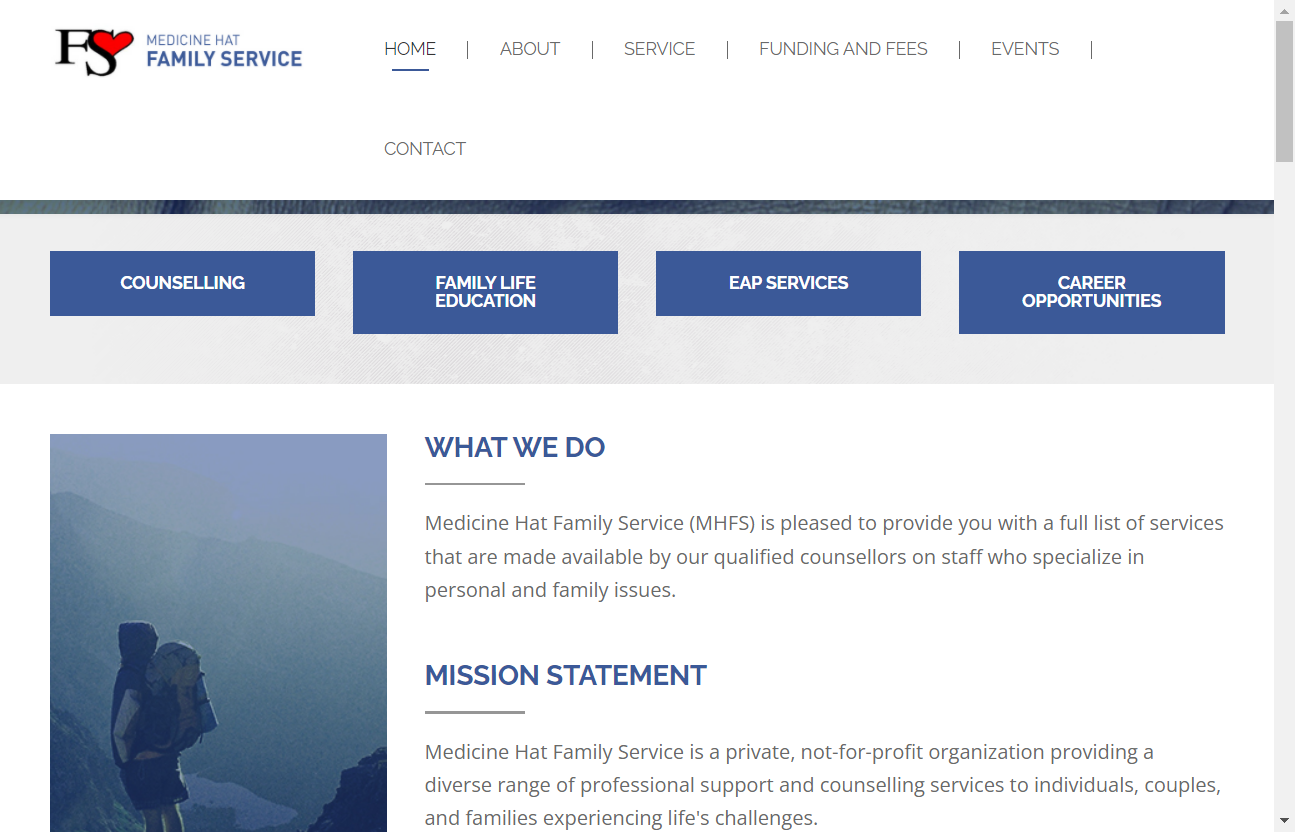 FS MEDICINE HAT
FAMILY SERVICE
HOME | ABOUT | SERVICE | FUNDING AND FEES | EVENTS |
CONTACT
COUNSELLING
FAMILY LIFE
EDUCATION
EAP SERVICES
CAREER
OPPORTUNITIES
WHAT WE DO
Medicine Hat Family Service (MHFS) is pleased to provide you with a full list of services
that are made available by our qualified counsellors on staff who specialize in
personal and family issues.
MISSION STATEMENT
Medicine Hat Family Service is a private, not-for-profit organization providing a
diverse range of professional support and counselling services to individuals, couples,
and families experiencing life's challenges.